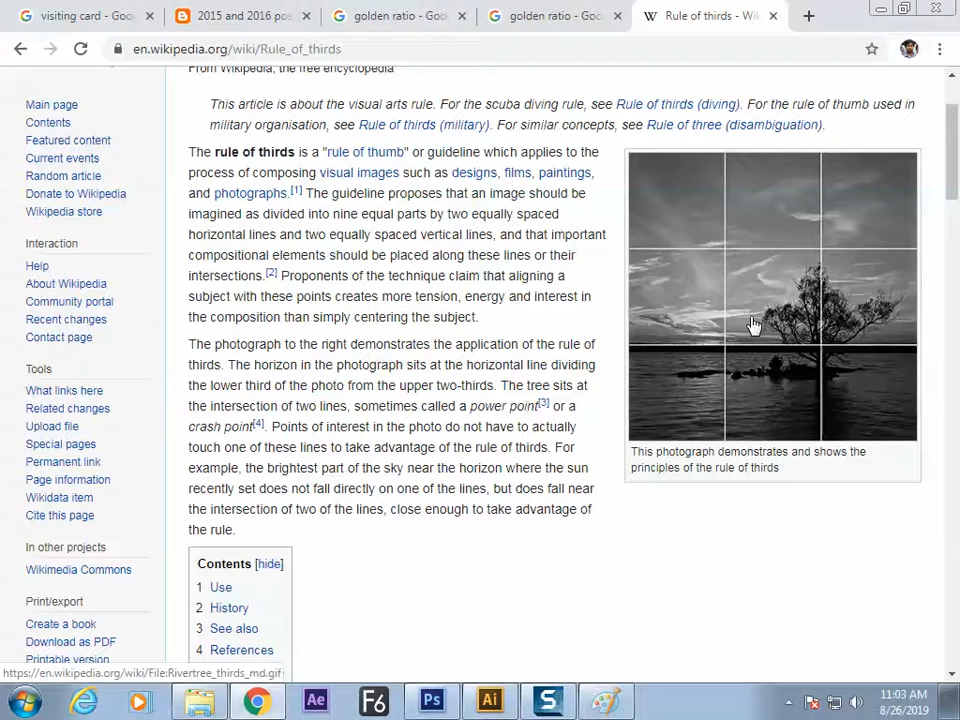 visiting card - Goo
2015 and 2016 pos
golden ratio - Goo
golden ratio - Goo
W Rule of thirds - Wik
en.wikipedia.org/wiki/Rule_of_thirds
From Wikipedia, the free encyclopedia
This article is about the visual arts rule. For the scuba diving rule, see Rule of thirds (diving). For the rule of thumb used in
military organisation, see Rule of thirds (military). For similar concepts, see Rule of three (disambiguation).
Main page
Contents
Featured content
Current events
Random article
Donate to Wikipedia
Wikipedia store
Interaction
Help
About Wikipedia
Community portal
Recent changes
Contact page
Tools
What links here
Related changes
Upload file
Special pages
Permanent link
Page information
Wikidata item
Cite this page
In other projects
Wikimedia Commons
Print/export
Create a book
Download as PDF
Printable version
The rule of thirds is a "rule of thumb" or guideline which applies to the
process of composing visual images such as designs, films, paintings,
and photographs.[1] The guideline proposes that an image should be
imagined as divided into nine equal parts by two equally spaced
horizontal lines and two equally spaced vertical lines, and that important
compositional elements should be placed along these lines or their
intersections.[2] Proponents of the technique claim that aligning a
subject with these points creates more tension, energy and interest in
the composition than simply centering the subject.
The photograph to the right demonstrates the application of the rule of
thirds. The horizon in the photograph sits at the horizontal line dividing
the lower third of the photo from the upper two-thirds. The tree sits at
the intersection of two lines, sometimes called a power point[3] or a
crash point[4]. Points of interest in the photo do not have to actually
touch one of these lines to take advantage of the rule of thirds. For
example, the brightest part of the sky near the horizon where the sun
recently set does not fall directly on one of the lines, but does fall near
the intersection of two of the lines, close enough to take advantage of
the rule.
This photograph demonstrates and shows the
principles of the rule of thirds
Contents [hide]
1 Use
2 History
3 See also
4 References
https://en.wikipedia.org/wiki/File:Rivertree_thirds_md.gif
Ae
F6
Ps
Ai
S
11:03 AM
8/26/2019